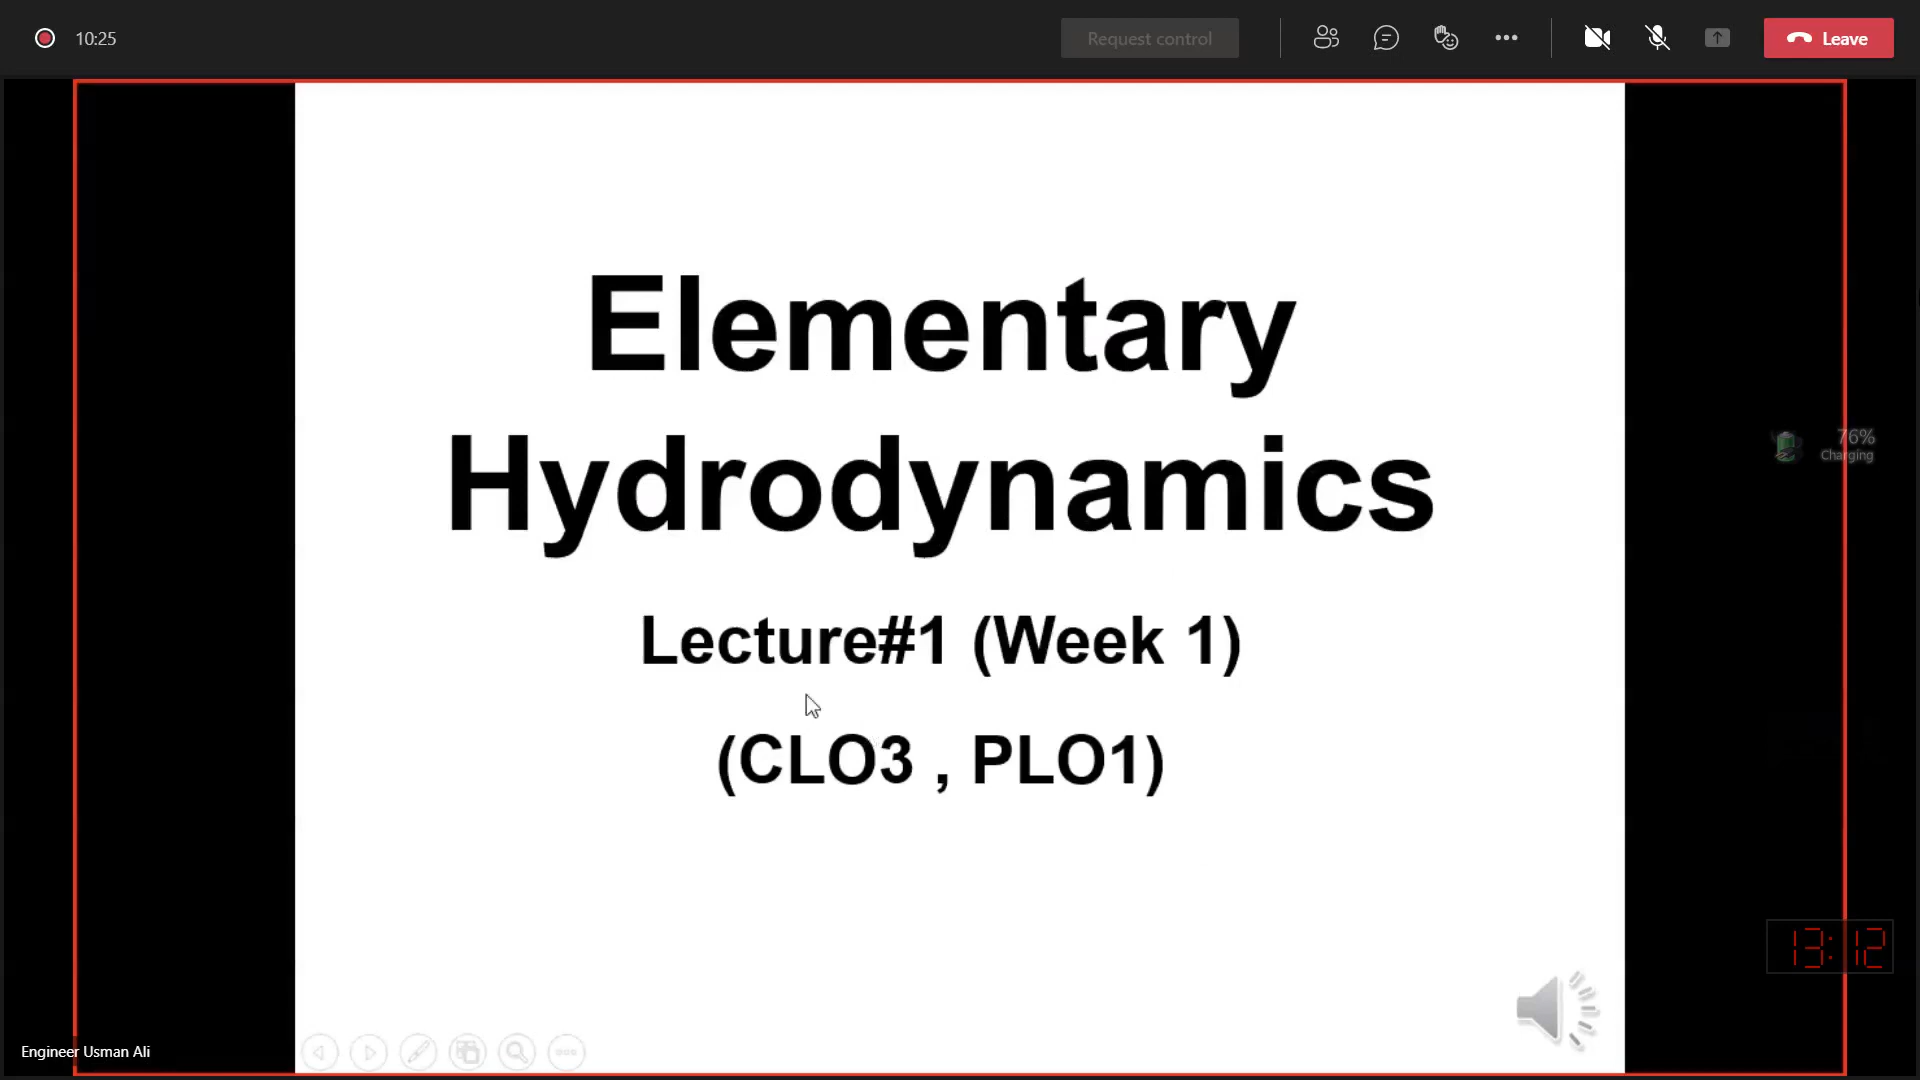 10:25
Request control
Leave
Elementary
Hydrodynamics
Lecture#1 (Week 1)
(CLO3 , PLO1)
76%
Charging
13:12
Engineer Usman Ali